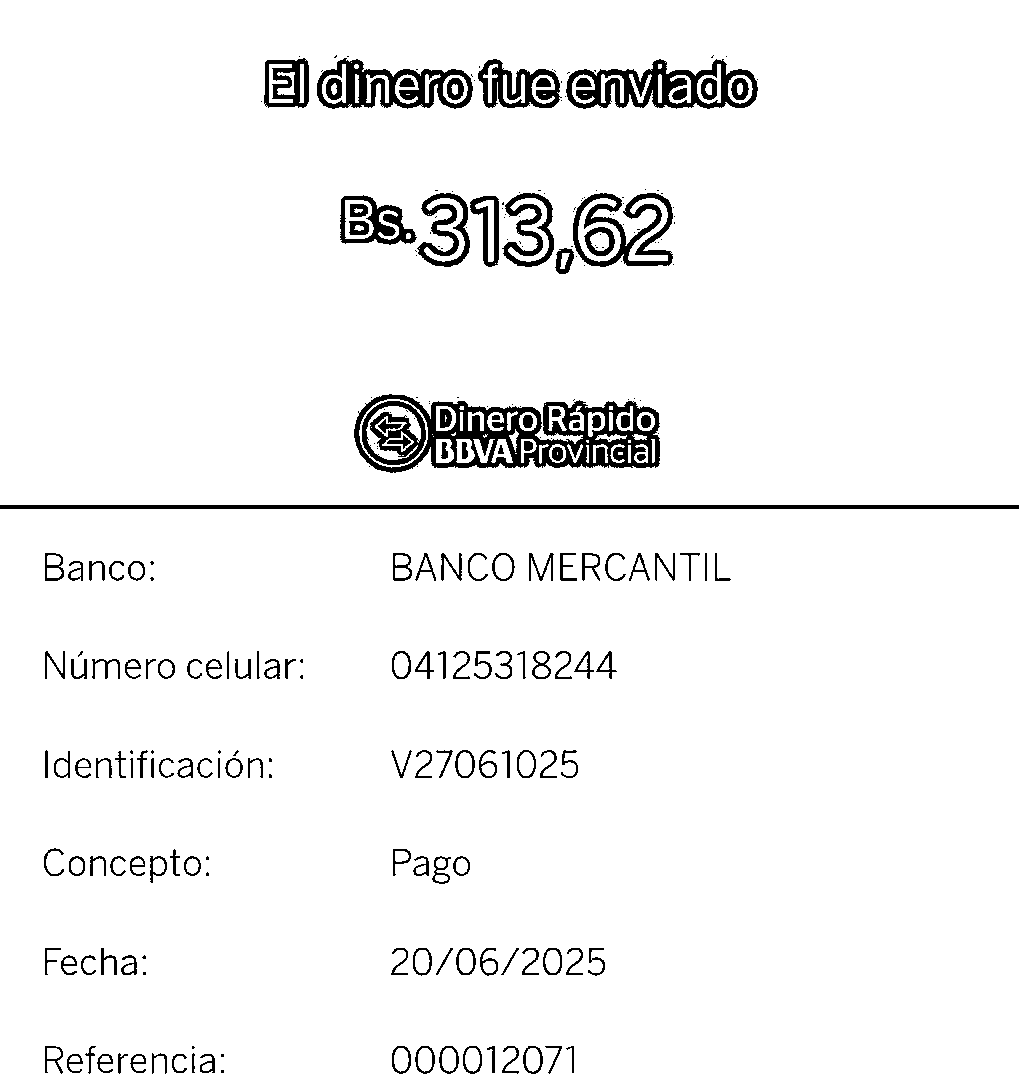 El dinero fue enviado
Bs. 313,62
Dinero Rápido
BBVA Provincial
Banco: BANCO MERCANTIL
Número celular: 04125318244
Identificación: V27061025
Concepto: Pago
Fecha: 20/06/2025
Referencia: 000012071